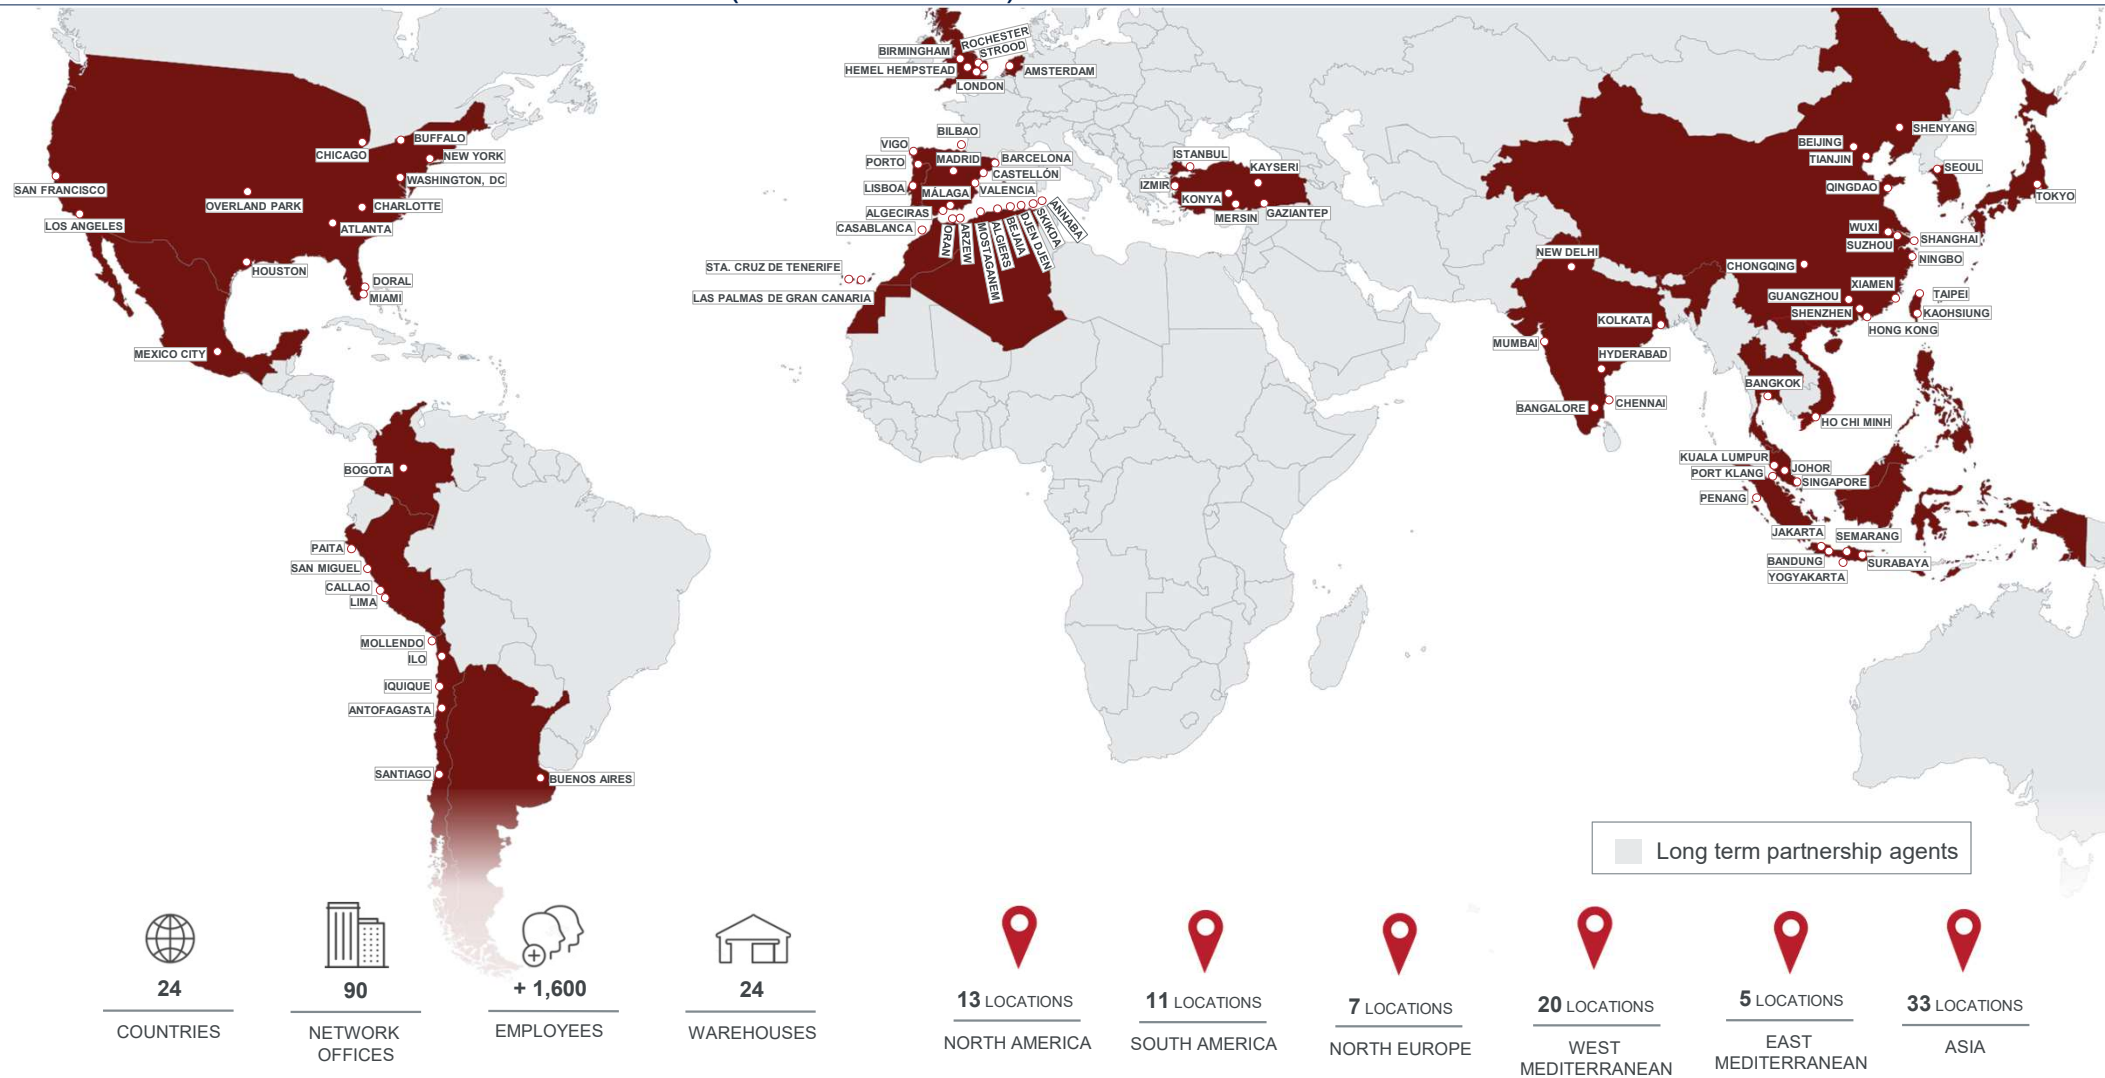 BIRMINGHAM
ROCHESTER
STROOD
HEMEL HEMPSTEAD
AMSTERDAM
LONDON
BUFFALO
CHICAGO
NEW YORK
WASHINGTON, DC
SAN FRANCISCO
OVERLAND PARK
CHARLOTTE
LOS ANGELES
ATLANTA
HOUSTON
DORAL
MIAMI
MEXICO CITY
BOGOTA
PAITA
SAN MIGUEL
CALLAO
LIMA
MOLLENDO
ILO
IQUIQUE
ANTOFAGASTA
SANTIAGO
BUENOS AIRES
BILBAO
VIGO
PORTO
MADRID
BARCELONA
CASTELLÓN
LISBOA
MÁLAGA
VALENCIA
ALGECIRAS
CASABLANCA
ORAN
ARZEW
MOSTAGANEM
ALGIERS
BEJAIA
DJEN DJEN
SKIKDA
ANNABA
STA. CRUZ DE TENERIFE
LAS PALMAS DE GRAN CANARIA
ISTANBUL
KAYSERI
IZMIR
KONYA
MERSIN
GAZIANTEP
SHENYANG
BEIJING
TIANJIN
SEOUL
QINGDAO
TOKYO
WUXI
SUZHOU
SHANGHAI
NINGBO
NEW DELHI
CHONGQING
XIAMEN
GUANGZHOU
TAIPEI
SHENZHEN
KAOHSIUNG
HONG KONG
KOLKATA
MUMBAI
HYDERABAD
BANGKOK
BANGALORE
CHENNAI
HO CHI MINH
KUALA LUMPUR
JOHOR
PORT KLANG
SINGAPORE
PENANG
JAKARTA
SEMARANG
BANDUNG
SURABAYA
YOGYAKARTA
Long term partnership agents
24
COUNTRIES
90
NETWORK
OFFICES
+ 1,600
EMPLOYEES
24
WAREHOUSES
13 LOCATIONS
NORTH AMERICA
11 LOCATIONS
SOUTH AMERICA
7 LOCATIONS
NORTH EUROPE
20 LOCATIONS
WEST
MEDITERRANEAN
5 LOCATIONS
EAST
MEDITERRANEAN
33 LOCATIONS
ASIA